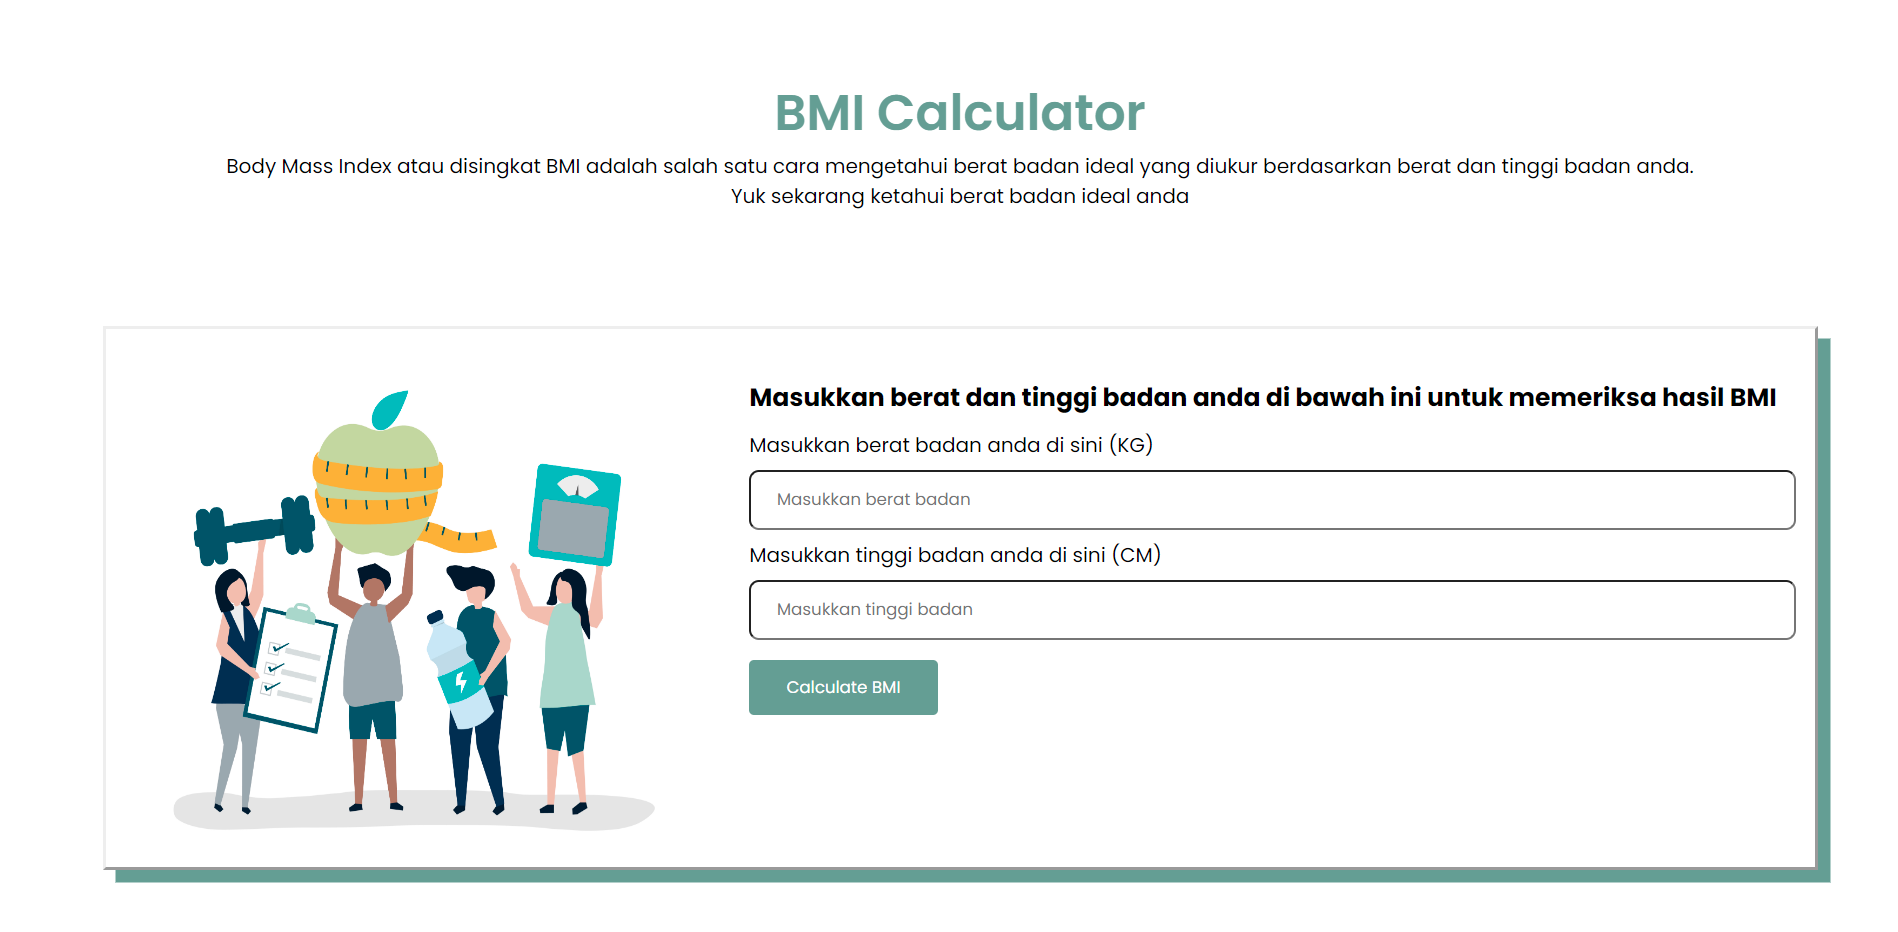 BMI Calculator
Body Mass Index atau disingkat BMI adalah salah satu cara mengetahui berat badan ideal yang diukur berdasarkan berat dan tinggi badan anda.
Yuk sekarang ketahui berat badan ideal anda
Masukkan berat dan tinggi badan anda di bawah ini untuk memeriksa hasil BMI
Masukkan berat badan anda di sini (KG)
Masukkan berat badan
Masukkan tinggi badan anda di sini (CM)
Masukkan tinggi badan
Calculate BMI